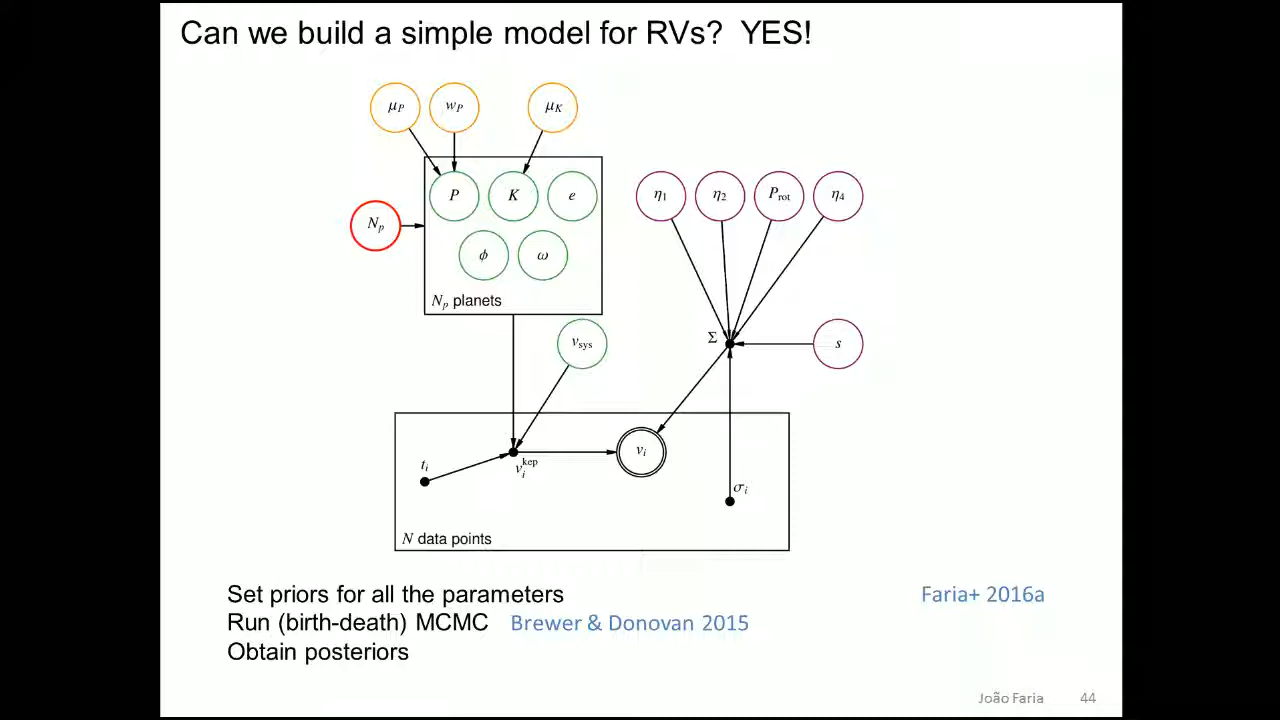 Can we build a simple model for RVs? YES!
μP wP μK
P K e
η1 η2 Prot η4
Np
ϕ ω
Np planets
vsys
Σ
s
ti
vi^kep
vi
σi
N data points
Set priors for all the parameters
Faria+ 2016a
Run (birth-death) MCMC Brewer & Donovan 2015
Obtain posteriors
João Faria 44